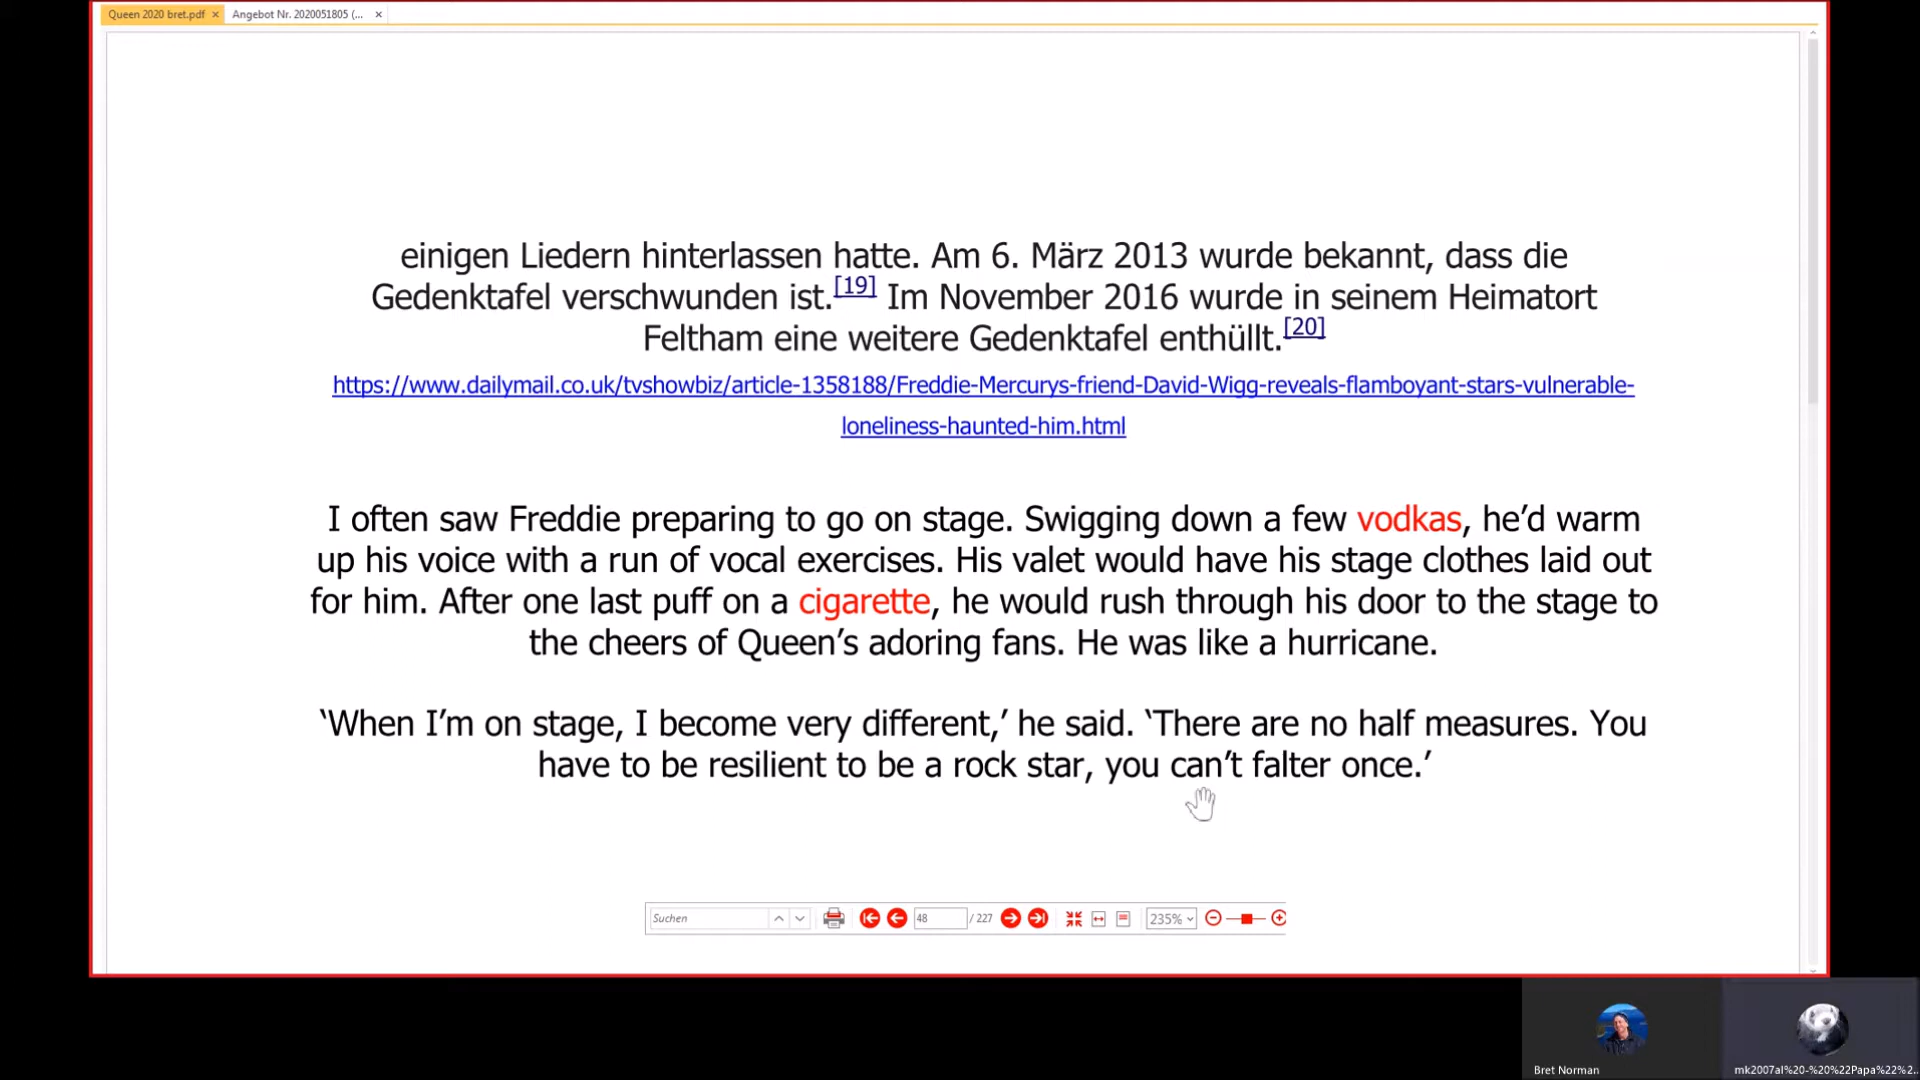 Queen 2020 bret.pdf × Angebot Nr. 2020051805 (... ×
einigen Liedern hinterlassen hatte. Am 6. März 2013 wurde bekannt, dass die
Gedenktafel verschwunden ist.[19] Im November 2016 wurde in seinem Heimatort
Feltham eine weitere Gedenktafel enthüllt.[20]
https://www.dailymail.co.uk/tvshowbiz/article-1358188/Freddie-Mercurys-friend-David-Wigg-reveals-flamboyant-stars-vulnerable-
loneliness-haunted-him.html
I often saw Freddie preparing to go on stage. Swigging down a few vodkas, he’d warm
up his voice with a run of vocal exercises. His valet would have his stage clothes laid out
for him. After one last puff on a cigarette, he would rush through his door to the stage to
the cheers of Queen’s adoring fans. He was like a hurricane.
‘When I’m on stage, I become very different,’ he said. ‘There are no half measures. You
have to be resilient to be a rock star, you can’t falter once.’
Suchen 48 / 227 235%
Bret Norman
mk2007al%20-%20%22Papa%22%2...